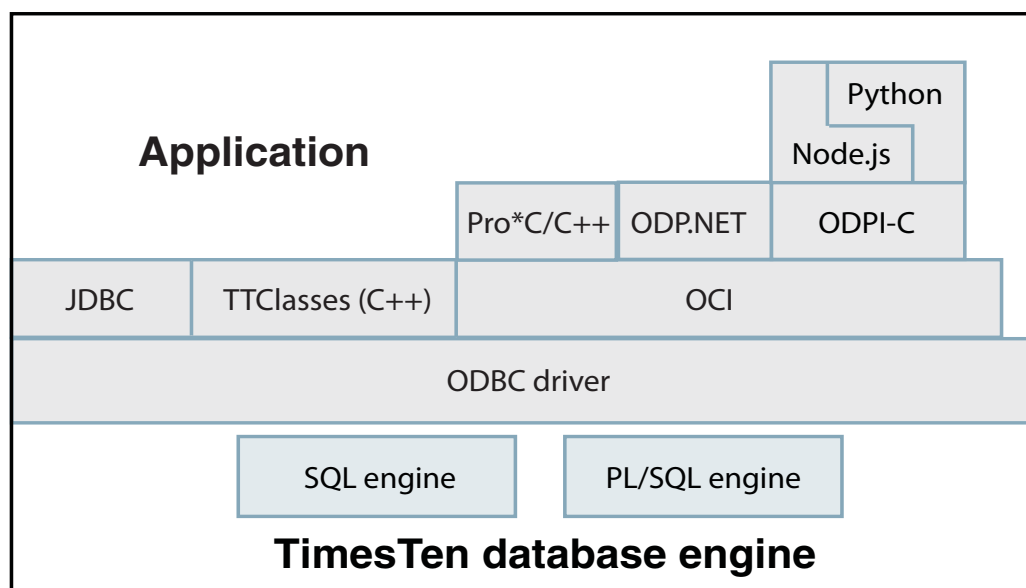 Python
Application
Node.js
Pro*C/C++ ODP.NET ODPI-C
JDBC TTClasses (C++) OCI
ODBC driver
SQL engine PL/SQL engine
TimesTen database engine